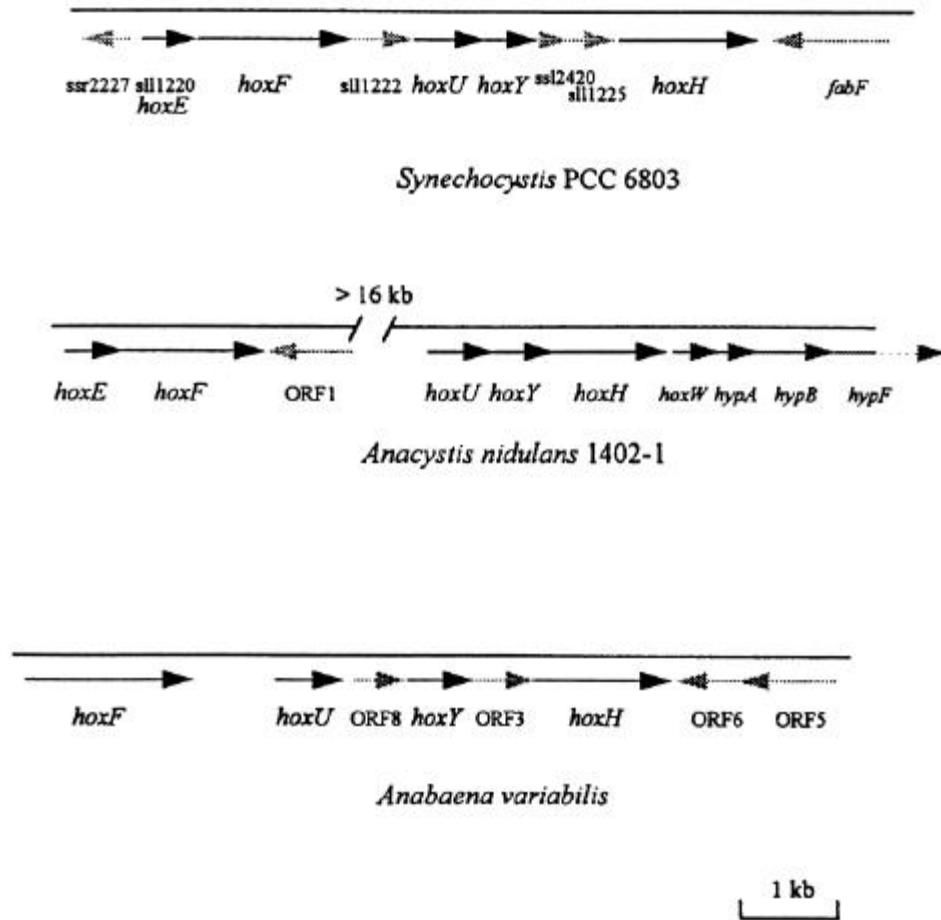 ssr2227 sll1220 hoxF sll1222 hoxU hoxY ssl2420 hoxH fabF
hoxE sll1225
Synechocystis PCC 6803
> 16 kb
hoxE hoxF ORF1 hoxU hoxY hoxH hoxW hypA hypB hypF
Anacystis nidulans 1402-1
hoxF hoxU ORF8 hoxY ORF3 hoxH ORF6 ORF5
Anabaena variabilis
1 kb